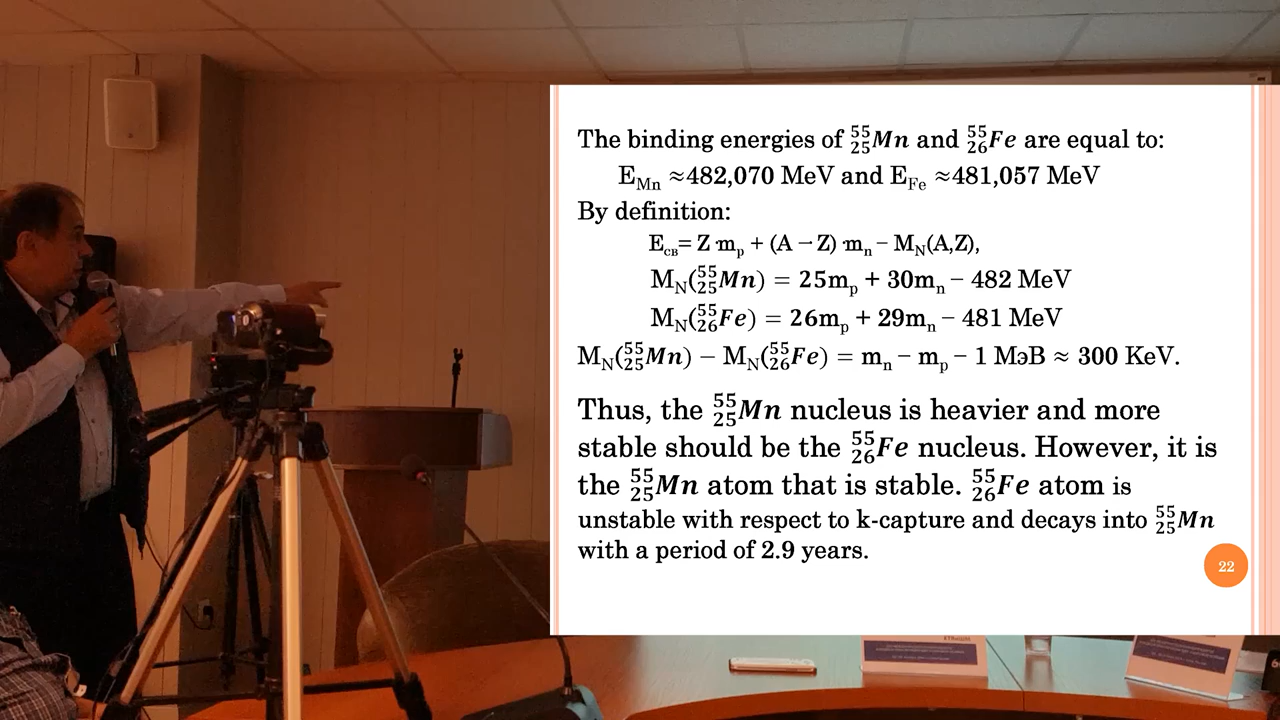 The binding energies of ⁵⁵₂₅Mn and ⁵⁵₂₆Fe are equal to:
E_Mn ≈482,070 MeV and E_Fe ≈481,057 MeV
By definition:
E_св= Z·m_p + (A – Z)·m_n – M_N(A,Z),
M_N(⁵⁵₂₅Mn) = 25m_p + 30m_n – 482 MeV
M_N(⁵⁵₂₆Fe) = 26m_p + 29m_n – 481 MeV
M_N(⁵⁵₂₅Mn) – M_N(⁵⁵₂₆Fe) = m_n – m_p – 1 МэВ ≈ 300 KeV.
Thus, the ⁵⁵₂₅Mn nucleus is heavier and more
stable should be the ⁵⁵₂₆Fe nucleus. However, it is
the ⁵⁵₂₅Mn atom that is stable. ⁵⁵₂₆Fe atom is
unstable with respect to k-capture and decays into ⁵⁵₂₅Mn
with a period of 2.9 years.
22